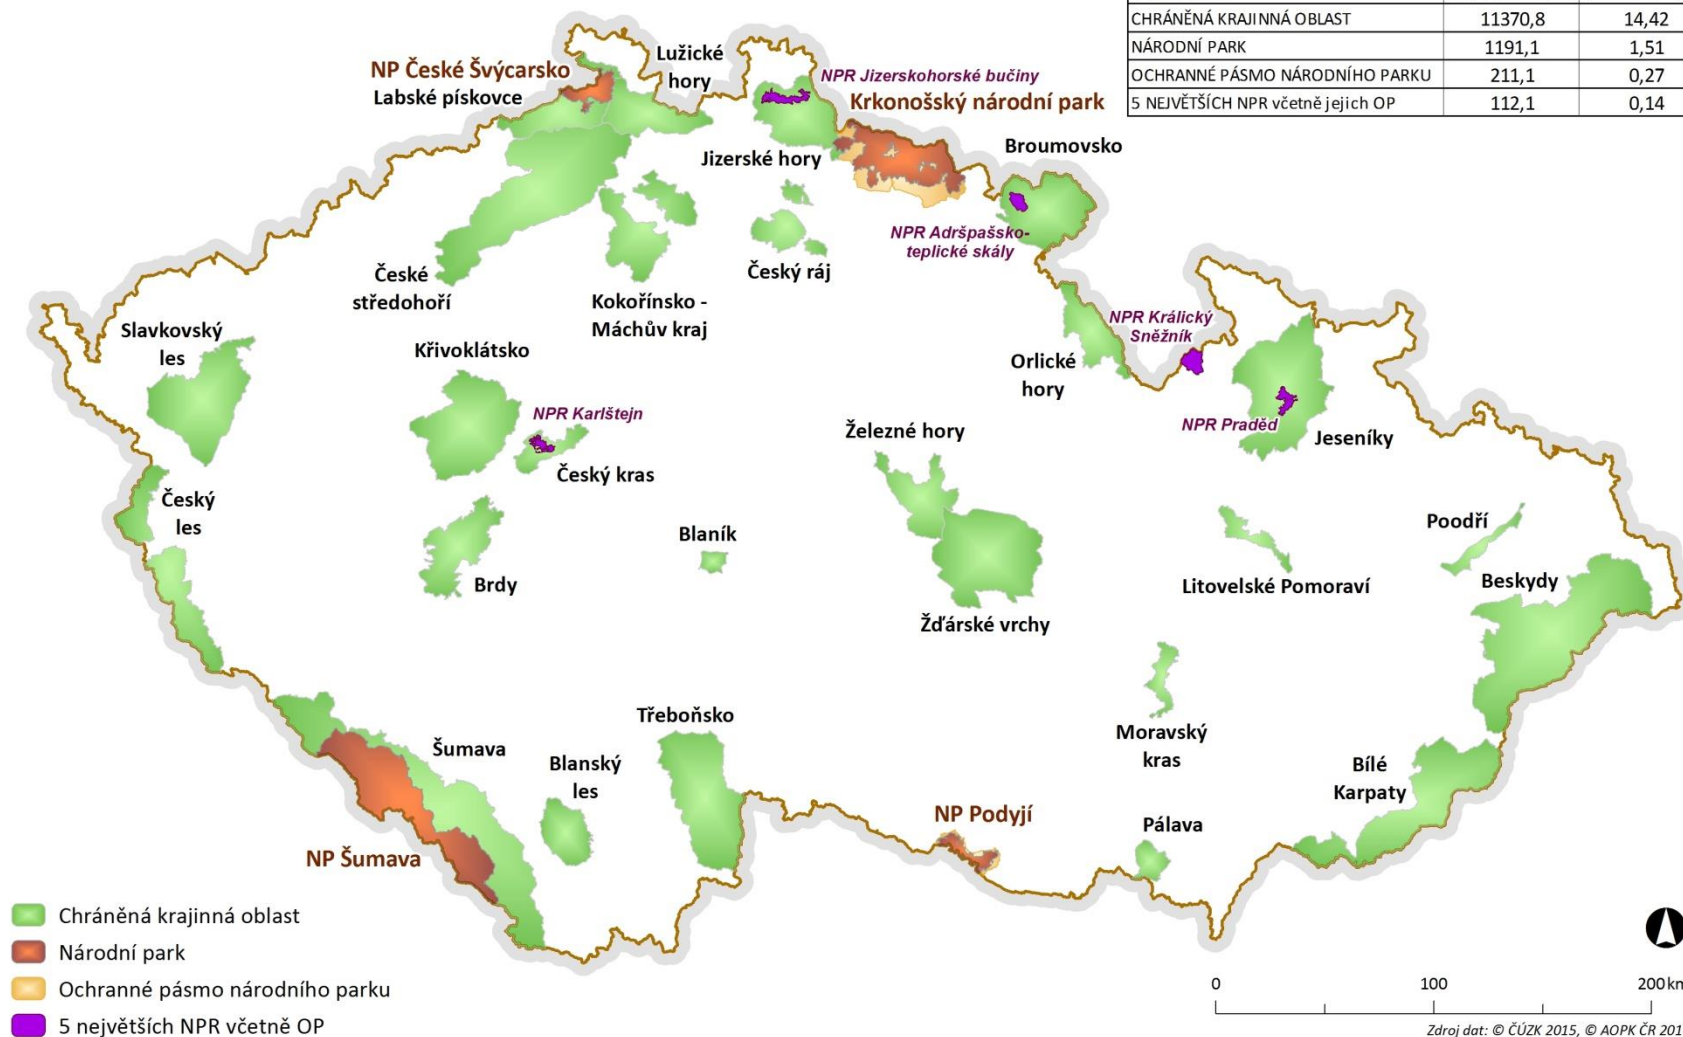 CHRÁNĚNÁ KRAJINNÁ OBLAST 11370,8 14,42
NÁRODNÍ PARK 1191,1 1,51
OCHRANNÉ PÁSMO NÁRODNÍHO PARKU 211,1 0,27
5 NEJVĚTŠÍCH NPR včetně jejich OP 112,1 0,14
Lužické
hory
NP České Švýcarsko
Labské pískovce
NPR Jizerskohorské bučiny
Krkonošský národní park
Jizerské hory
Broumovsko
NPR Adršpašsko-
teplické skály
Český ráj
České
středohoří
Kokořínsko -
Máchův kraj
Slavkovský
les
Křivoklátsko
NPR Králický
Sněžník
Orlické
hory
NPR Karlštejn
Český kras
Železné hory
NPR Praděd
Jeseníky
Český
les
Blaník
Poodří
Brdy
Litovelské Pomoraví
Beskydy
Žďárské vrchy
Třeboňsko
Moravský
kras
Šumava
Blanský
les
Bílé
Karpaty
NP Podyjí
Pálava
NP Šumava
Chráněná krajinná oblast
Národní park
Ochranné pásmo národního parku
5 největších NPR včetně OP
0 100 200 km
Zdroj dat: © ČÚZK 2015, © AOPK ČR 201